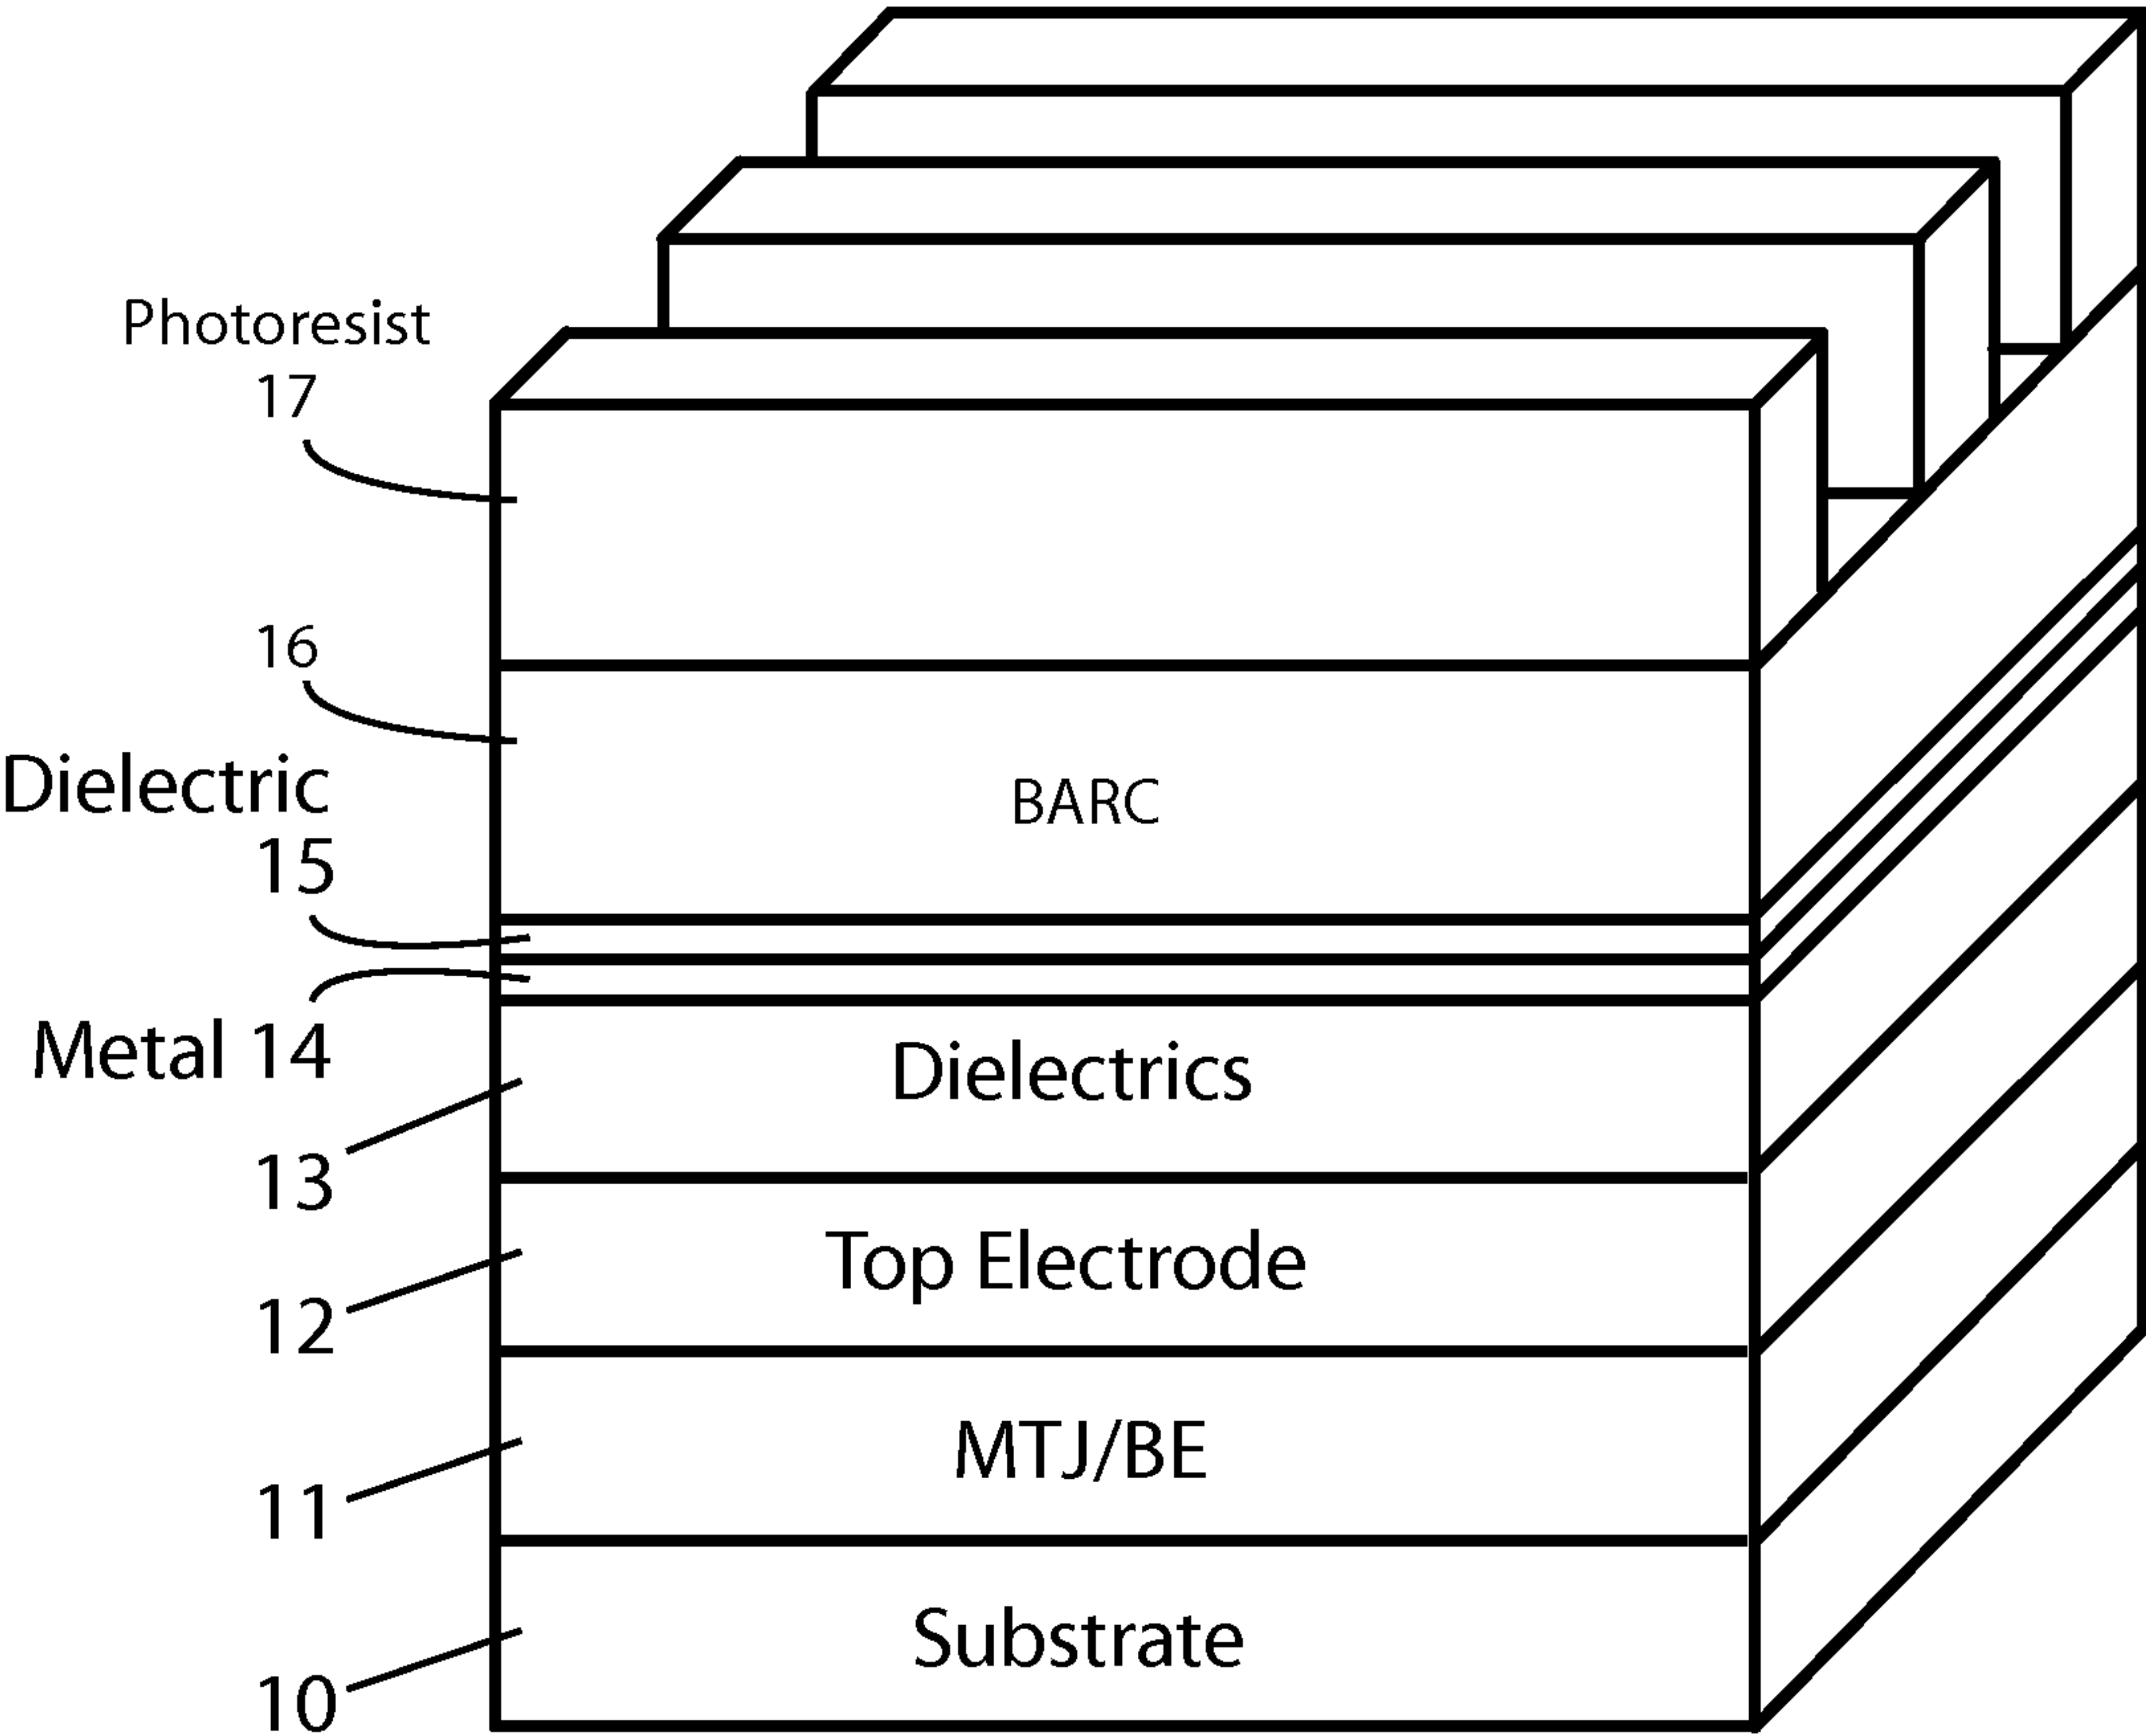 Photoresist
17
16
Dielectric
15
BARC
Metal 14
Dielectrics
13
Top Electrode
12
MTJ/BE
11
Substrate
10